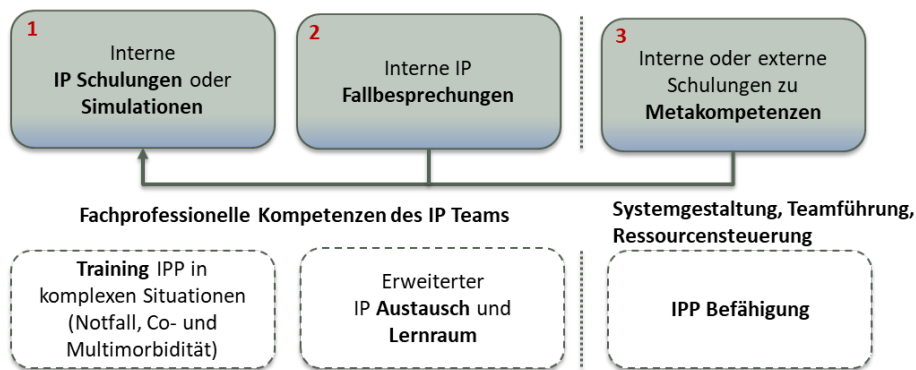 1
Interne
IP Schulungen oder
Simulationen
2
Interne IP
Fallbesprechungen
3
Interne oder externe
Schulungen zu
Metakompetenzen
Fachprofessionelle Kompetenzen des IP Teams
Systemgestaltung, Teamführung,
Ressourcensteuerung
Training IPP in
komplexen Situationen
(Notfall, Co- und
Multimorbidität)
Erweiterter
IP Austausch und
Lernraum
IPP Befähigung